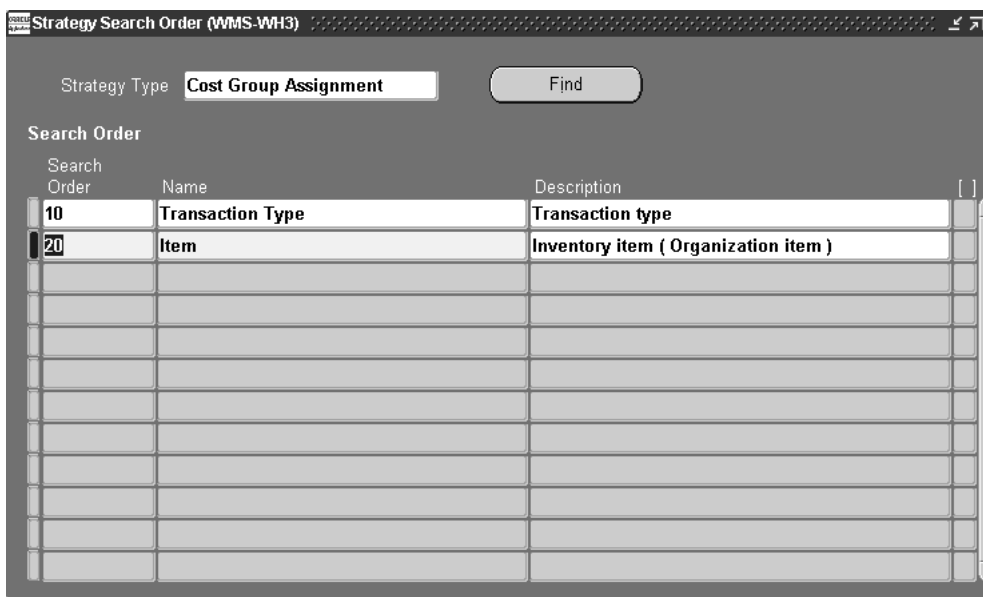 ORACLE
Strategy Search Order (WMS-WH3)
Strategy Type Cost Group Assignment Find
Search Order
Search
Order Name Description [ ]
10 Transaction Type Transaction type
20 Item Inventory item ( Organization item )